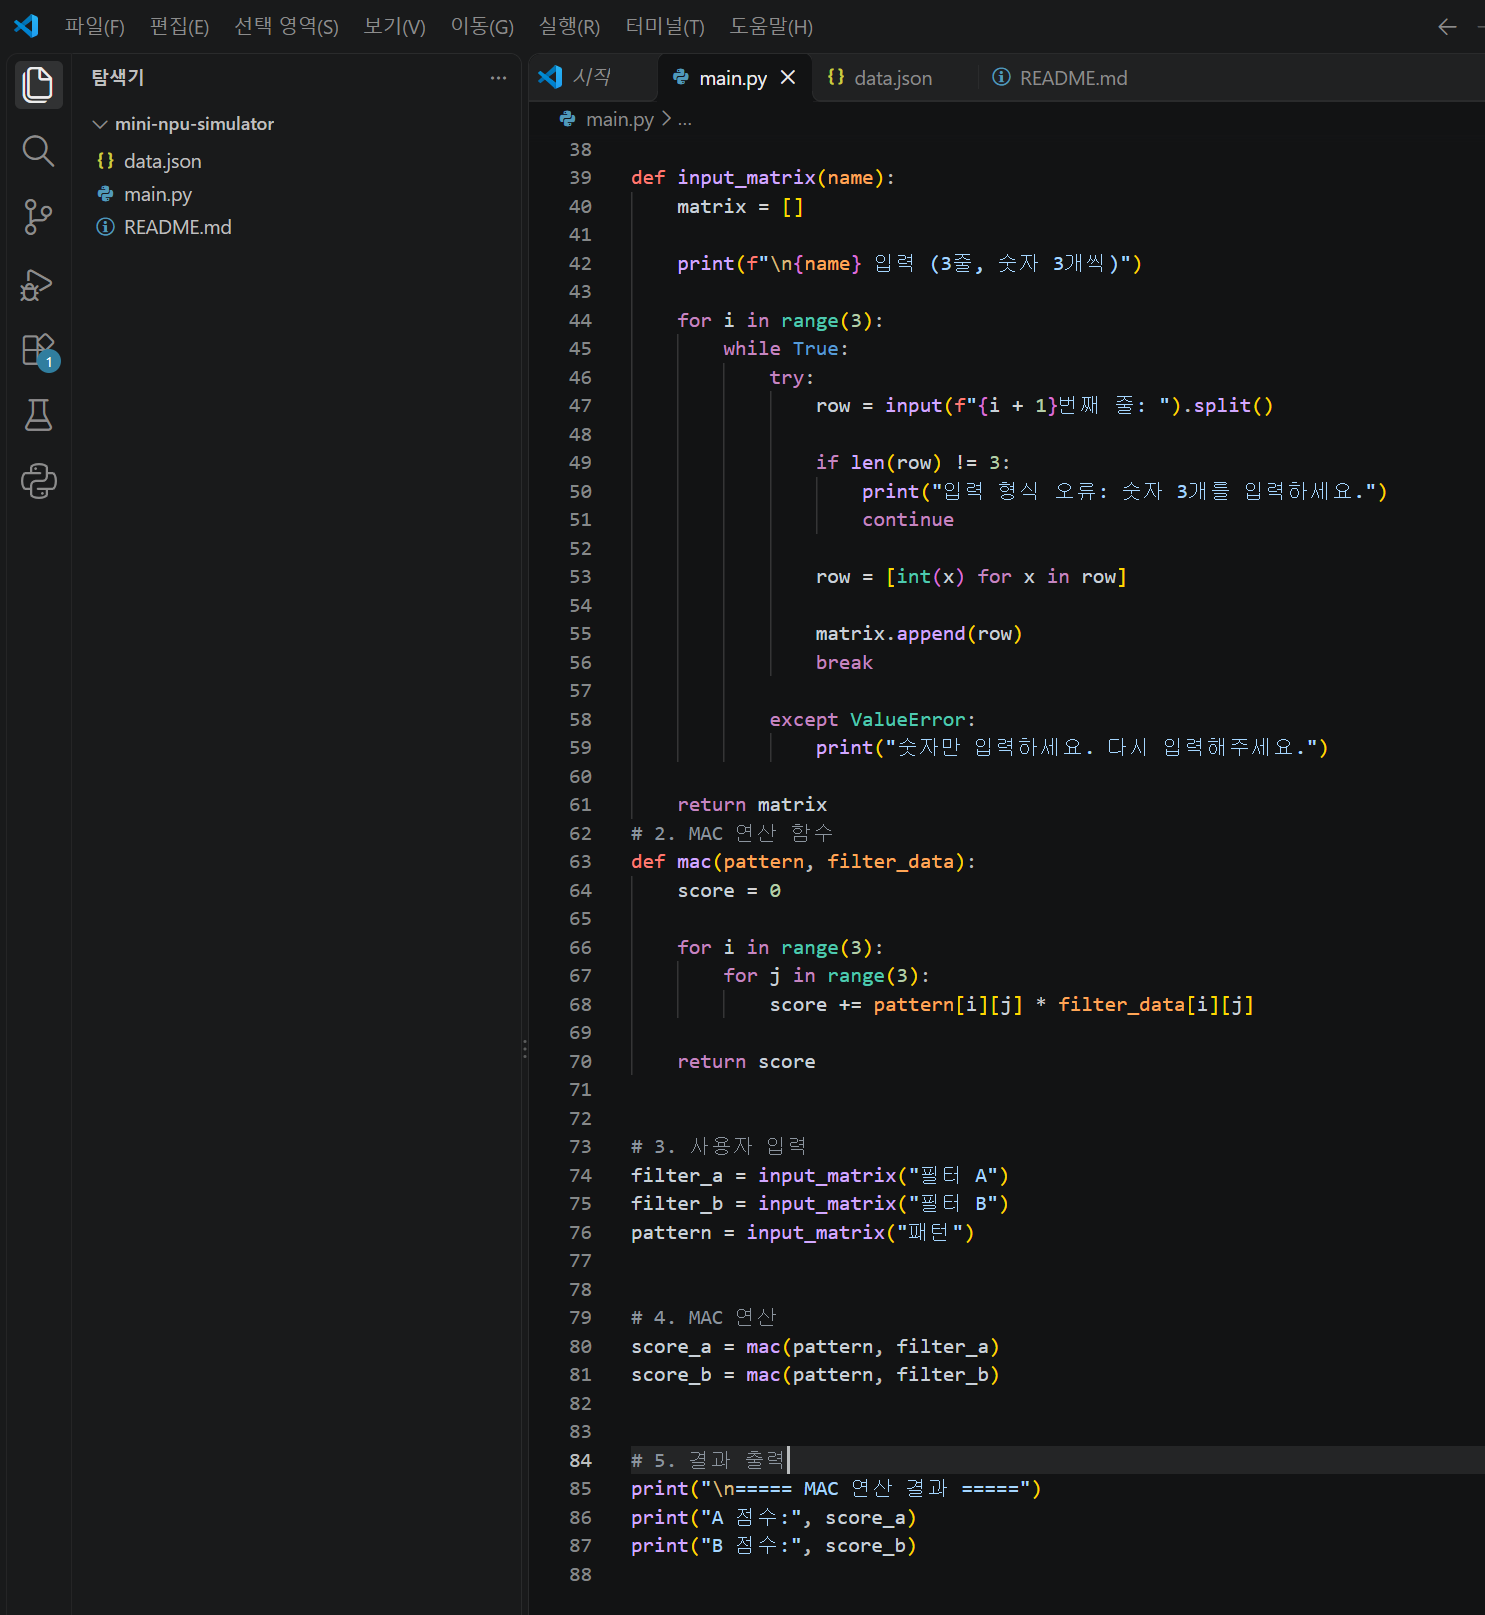 파일(F) 편집(E) 선택 영역(S) 보기(V) 이동(G) 실행(R) 터미널(T) 도움말(H)
탐색기
mini-npu-simulator
data.json
main.py
README.md
1
시작 main.py data.json README.md
main.py > ...
38
39 def input_matrix(name):
40     matrix = []
41
42     print(f"\n{name} 입력 (3줄, 숫자 3개씩)")
43
44     for i in range(3):
45         while True:
46             try:
47                 row = input(f"{i + 1}번째 줄: ").split()
48
49                 if len(row) != 3:
50                     print("입력 형식 오류: 숫자 3개를 입력하세요.")
51                     continue
52
53                 row = [int(x) for x in row]
54
55                 matrix.append(row)
56                 break
57
58             except ValueError:
59                 print("숫자만 입력하세요. 다시 입력해주세요.")
60
61     return matrix
62 # 2. MAC 연산 함수
63 def mac(pattern, filter_data):
64     score = 0
65
66     for i in range(3):
67         for j in range(3):
68             score += pattern[i][j] * filter_data[i][j]
69
70     return score
71
72
73 # 3. 사용자 입력
74 filter_a = input_matrix("필터 A")
75 filter_b = input_matrix("필터 B")
76 pattern = input_matrix("패턴")
77
78
79 # 4. MAC 연산
80 score_a = mac(pattern, filter_a)
81 score_b = mac(pattern, filter_b)
82
83
84 # 5. 결과 출력
85 print("\n===== MAC 연산 결과 =====")
86 print("A 점수:", score_a)
87 print("B 점수:", score_b)
88